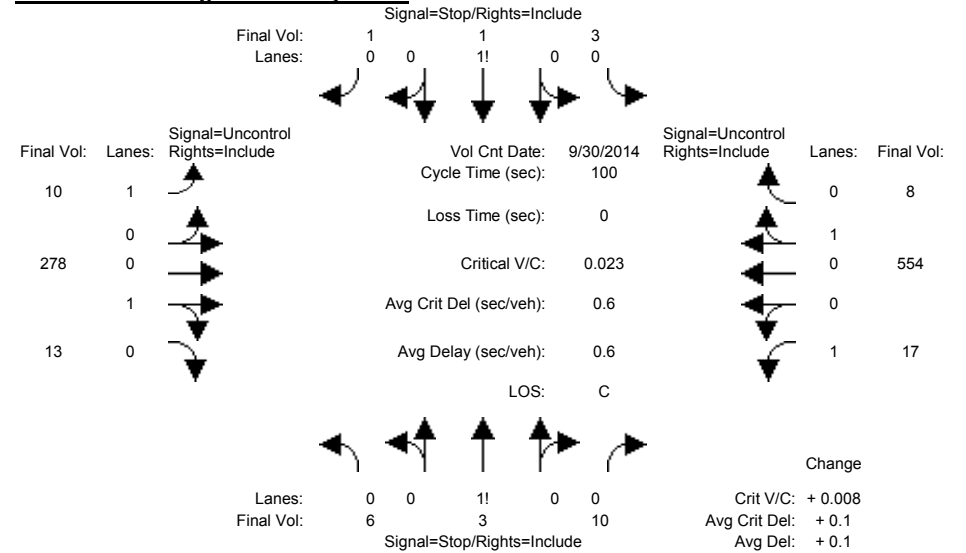 Signal=Stop/Rights=Include
Final Vol: 1 1 3
Lanes: 0 0 1! 0 0
Signal=Uncontrol Signal=Uncontrol
Final Vol: Lanes: Rights=Include Vol Cnt Date: 9/30/2014 Rights=Include Lanes: Final Vol:
Cycle Time (sec): 100
10 1 0 8
Loss Time (sec): 0
0 1
278 0 Critical V/C: 0.023 0 554
1 Avg Crit Del (sec/veh): 0.6 0
13 0 Avg Delay (sec/veh): 0.6 1 17
LOS: C
Change
Lanes: 0 0 1! 0 0 Crit V/C: + 0.008
Final Vol: 6 3 10 Avg Crit Del: + 0.1
Signal=Stop/Rights=Include Avg Del: + 0.1